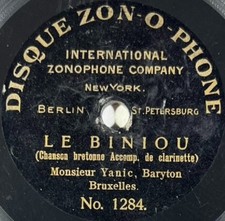 DISQUE ZON-O-PHONE
INTERNATIONAL
ZONOPHONE COMPANY
NEW YORK.
BERLIN ST. PETERSBURG
LE BINIOU
(Chanson bretonne Accomp. de clarinette)
Monsieur Yanic, Baryton
Bruxelles.
No. 1284.